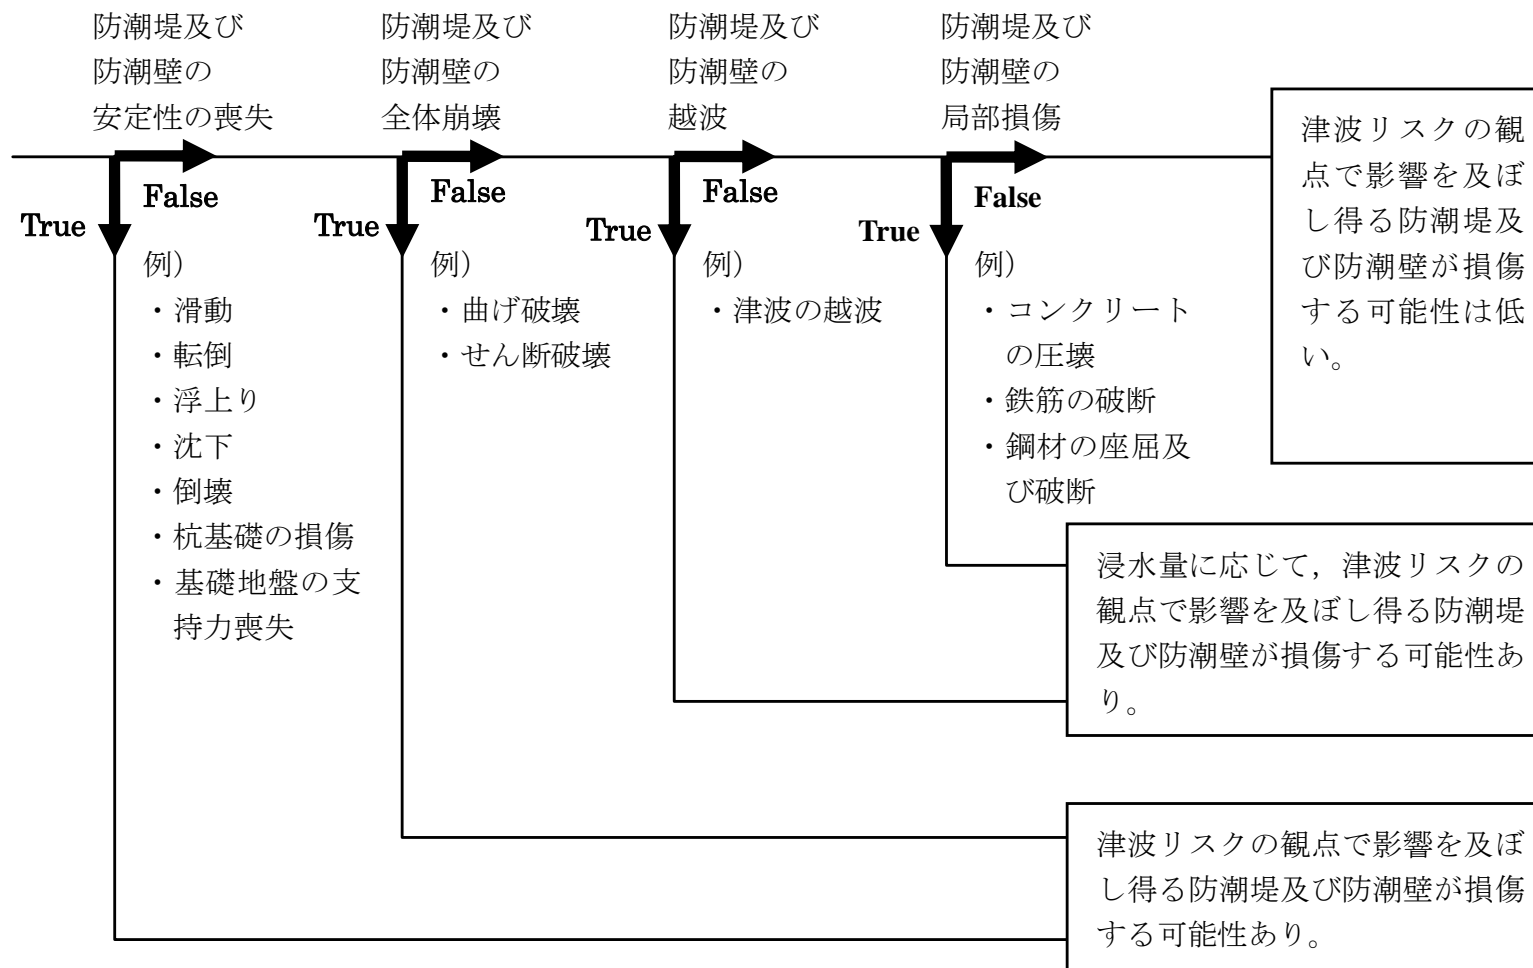 防潮堤及び
防潮壁の
安定性の喪失
防潮堤及び
防潮壁の
全体崩壊
防潮堤及び
防潮壁の
越波
防潮堤及び
防潮壁の
局部損傷
False
True
False
True
False
True
False
True
例）
・滑動
・転倒
・浮上り
・沈下
・倒壊
・杭基礎の損傷
・基礎地盤の支
持力喪失
例）
・曲げ破壊
・せん断破壊
例）
・津波の越波
例）
・コンクリート
の圧壊
・鉄筋の破断
・鋼材の座屈及
び破断
津波リスクの観
点で影響を及ぼ
し得る防潮堤及
び防潮壁が損傷
する可能性は低
い。
浸水量に応じて，津波リスクの
観点で影響を及ぼし得る防潮堤
及び防潮壁が損傷する可能性あ
り。
津波リスクの観点で影響を及ぼ
し得る防潮堤及び防潮壁が損傷
する可能性あり。